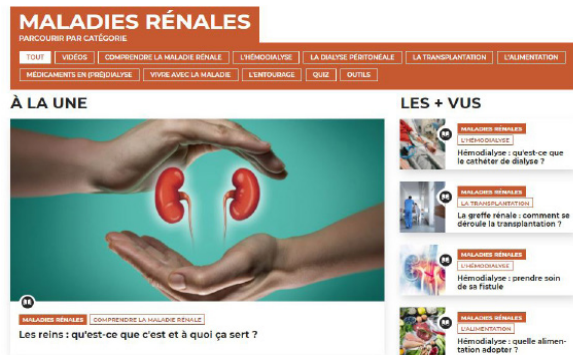 MALADIES RÉNALES
PARCOURIR PAR CATÉGORIE
TOUT
VIDÉOS
COMPRENDRE LA MALADIE RÉNALE
L'HÉMODIALYSE
LA DIALYSE PÉRITONÉALE
LA TRANSPLANTATION
L'ALIMENTATION
MÉDICAMENTS EN (PRÉ)DIALYSE
VIVRE AVEC LA MALADIE
L'ENTOURAGE
QUIZ
OUTILS
À LA UNE
MALADIES RÉNALES
COMPRENDRE LA MALADIE RÉNALE
Les reins : qu'est-ce que c'est et à quoi ça sert ?
LES + VUS
MALADIES RÉNALES
L'HÉMODIALYSE
Hémodialyse : qu'est-ce que
le cathéter de dialyse ?
MALADIES RÉNALES
LA TRANSPLANTATION
La greffe rénale : comment se
déroule la transplantation ?
MALADIES RÉNALES
L'HÉMODIALYSE
Hémodialyse : prendre soin
de sa fistule
MALADIES RÉNALES
L'ALIMENTATION
Hémodialyse : quelle alimen-
tation adopter ?